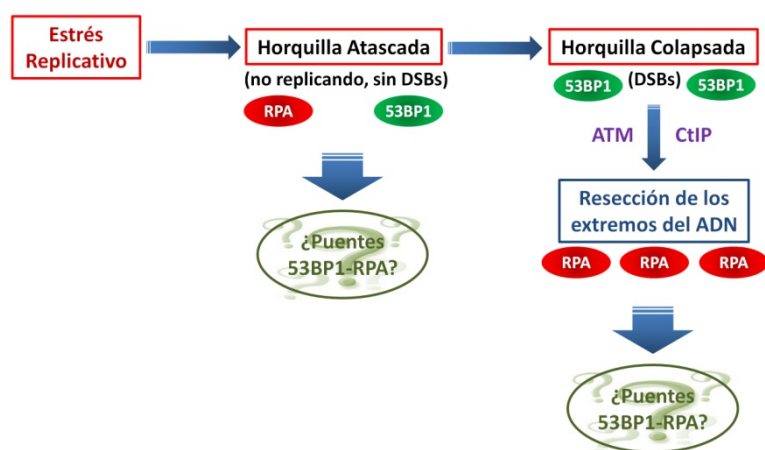 Estrés
Replicativo
Horquilla Atascada
(no replicando, sin DSBs)
RPA
53BP1
¿Puentes
53BP1-RPA?
Horquilla Colapsada
53BP1
(DSBs)
53BP1
ATM
CtIP
Resección de los
extremos del ADN
RPA
RPA
RPA
¿Puentes
53BP1-RPA?